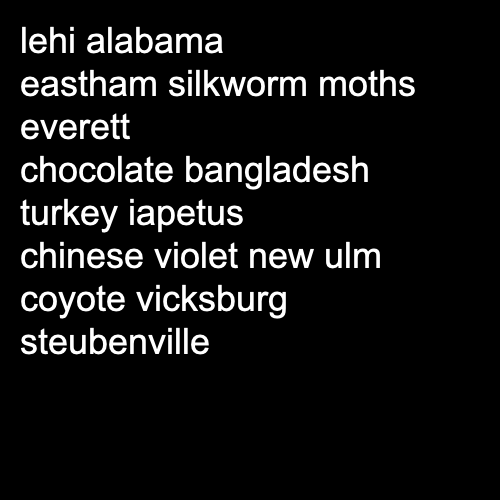 lehi alabama
eastham silkworm moths
everett
chocolate bangladesh
turkey iapetus
chinese violet new ulm
coyote vicksburg
steubenville